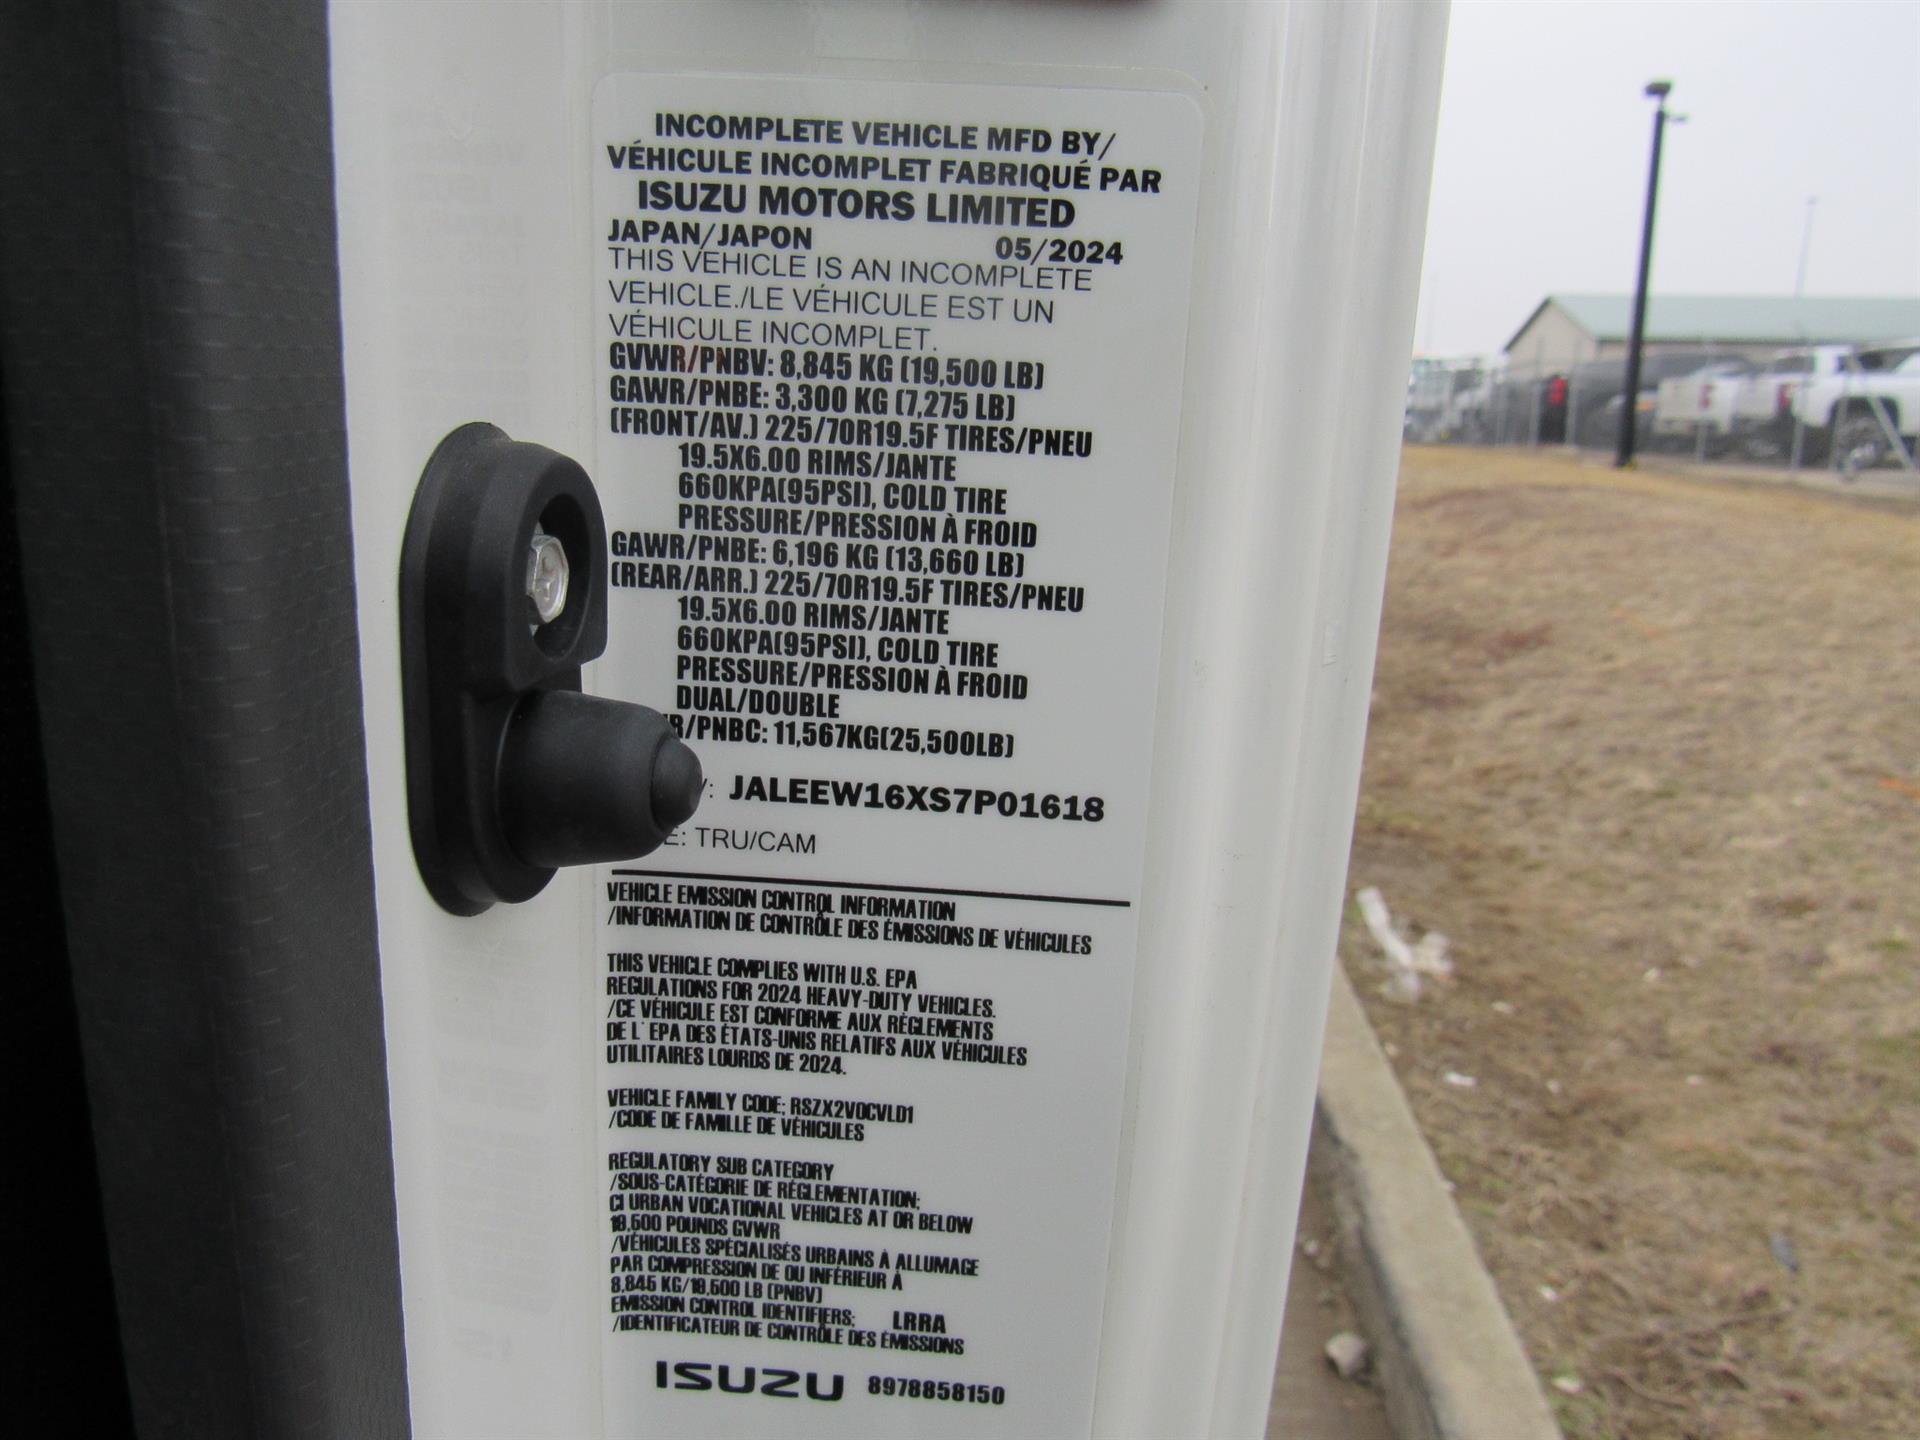 INCOMPLETE VEHICLE MFD BY/
VÉHICULE INCOMPLET FABRIQUÉ PAR
ISUZU MOTORS LIMITED
JAPAN/JAPON 05/2024
THIS VEHICLE IS AN INCOMPLETE
VEHICLE./LE VÉHICULE EST UN
VÉHICULE INCOMPLET.
GVWR/PNBV: 8,845 KG (19,500 LB)
GAWR/PNBE: 3,300 KG (7,275 LB)
(FRONT/AV.) 225/70R19.5F TIRES/PNEU
19.5X6.00 RIMS/JANTE
660KPA(95PSI), COLD TIRE
PRESSURE/PRESSION À FROID
GAWR/PNBE: 6,196 KG (13,660 LB)
(REAR/ARR.) 225/70R19.5F TIRES/PNEU
19.5X6.00 RIMS/JANTE
660KPA(95PSI), COLD TIRE
PRESSURE/PRESSION À FROID
DUAL/DOUBLE
R/PNBC: 11,567KG(25,500LB)
: JALEEW16XS7P01618
E: TRU/CAM
VEHICLE EMISSION CONTROL INFORMATION
/INFORMATION DE CONTRÔLE DES ÉMISSIONS DE VÉHICULES
THIS VEHICLE COMPLIES WITH U.S. EPA
REGULATIONS FOR 2024 HEAVY-DUTY VEHICLES.
/CE VÉHICULE EST CONFORME AUX RÈGLEMENTS
DE L' EPA DES ÉTATS-UNIS RELATIFS AUX VÉHICULES
UTILITAIRES LOURDS DE 2024.
VEHICLE FAMILY CODE; RSZX2VOCVLD1
/CODE DE FAMILLE DE VÉHICULES
REGULATORY SUB CATEGORY
/SOUS-CATÉGORIE DE RÉGLEMENTATION;
CI URBAN VOCATIONAL VEHICLES AT OR BELOW
19,500 POUNDS GVWR
/VÉHICULES SPÉCIALISÉS URBAINS À ALLUMAGE
PAR COMPRESSION DE OU INFÉRIEUR À
8,845 KG/19,500 LB (PNBV)
EMISSION CONTROL IDENTIFIERS; LRRA
/IDENTIFICATEUR DE CONTRÔLE DES ÉMISSIONS
ISUZU 8978858150